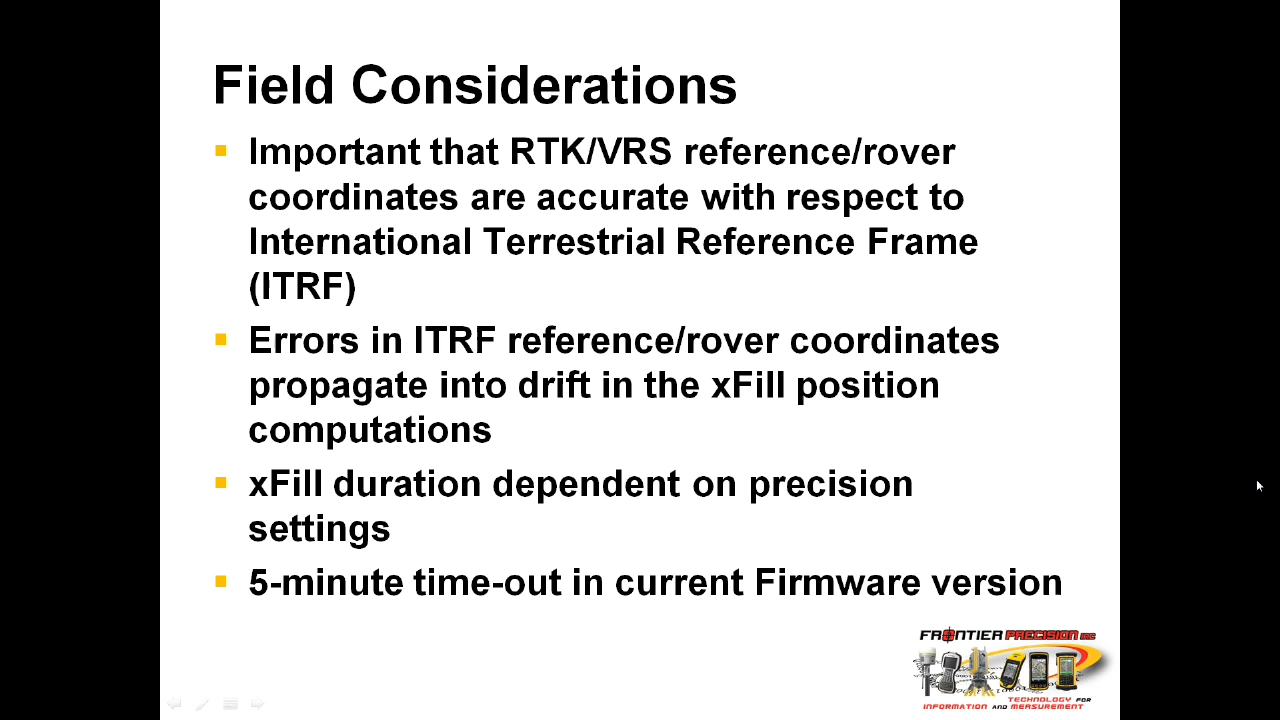 Field Considerations
Important that RTK/VRS reference/rover
coordinates are accurate with respect to
International Terrestrial Reference Frame
(ITRF)
Errors in ITRF reference/rover coordinates
propagate into drift in the xFill position
computations
xFill duration dependent on precision
settings
5-minute time-out in current Firmware version
FRONTIER PRECISION INC
TECHNOLOGY FOR
INFORMATION AND MEASUREMENT